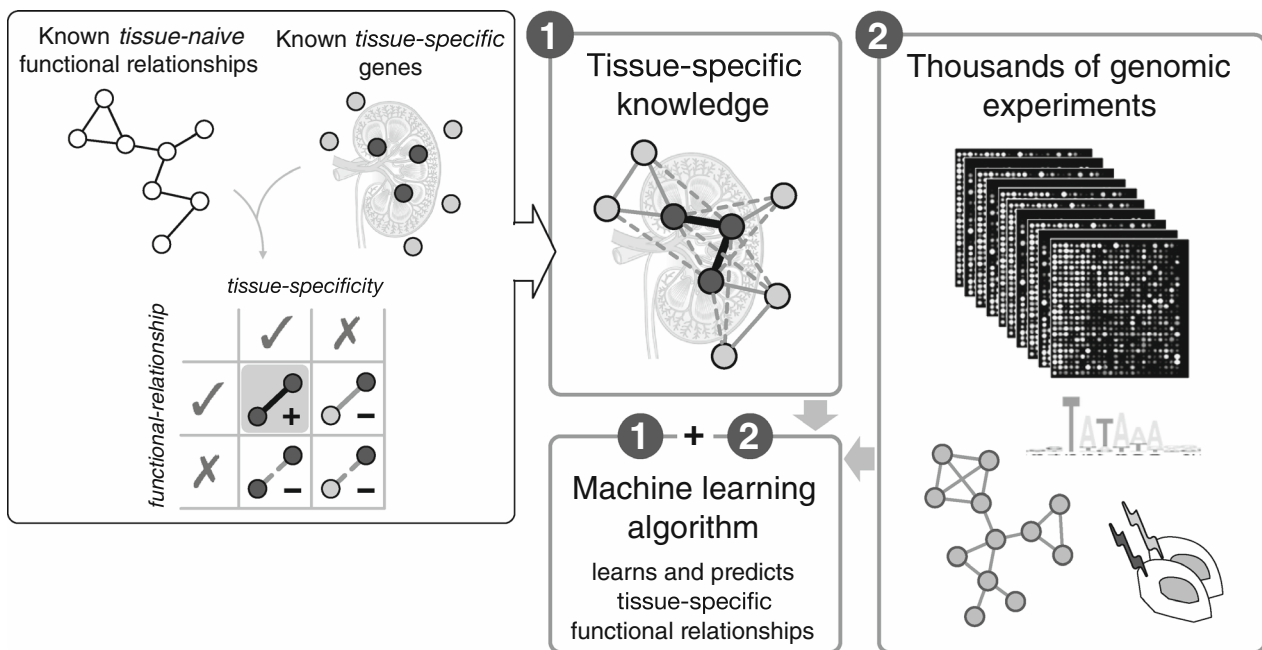 Known tissue-naive
functional relationships
Known tissue-specific
genes
tissue-specificity
functional-relationship
✓ ✗
✓ + −
✗ − −
1
Tissue-specific
knowledge
2
Thousands of genomic
experiments
TATAAA
1 + 2
Machine learning
algorithm
learns and predicts
tissue-specific
functional relationships